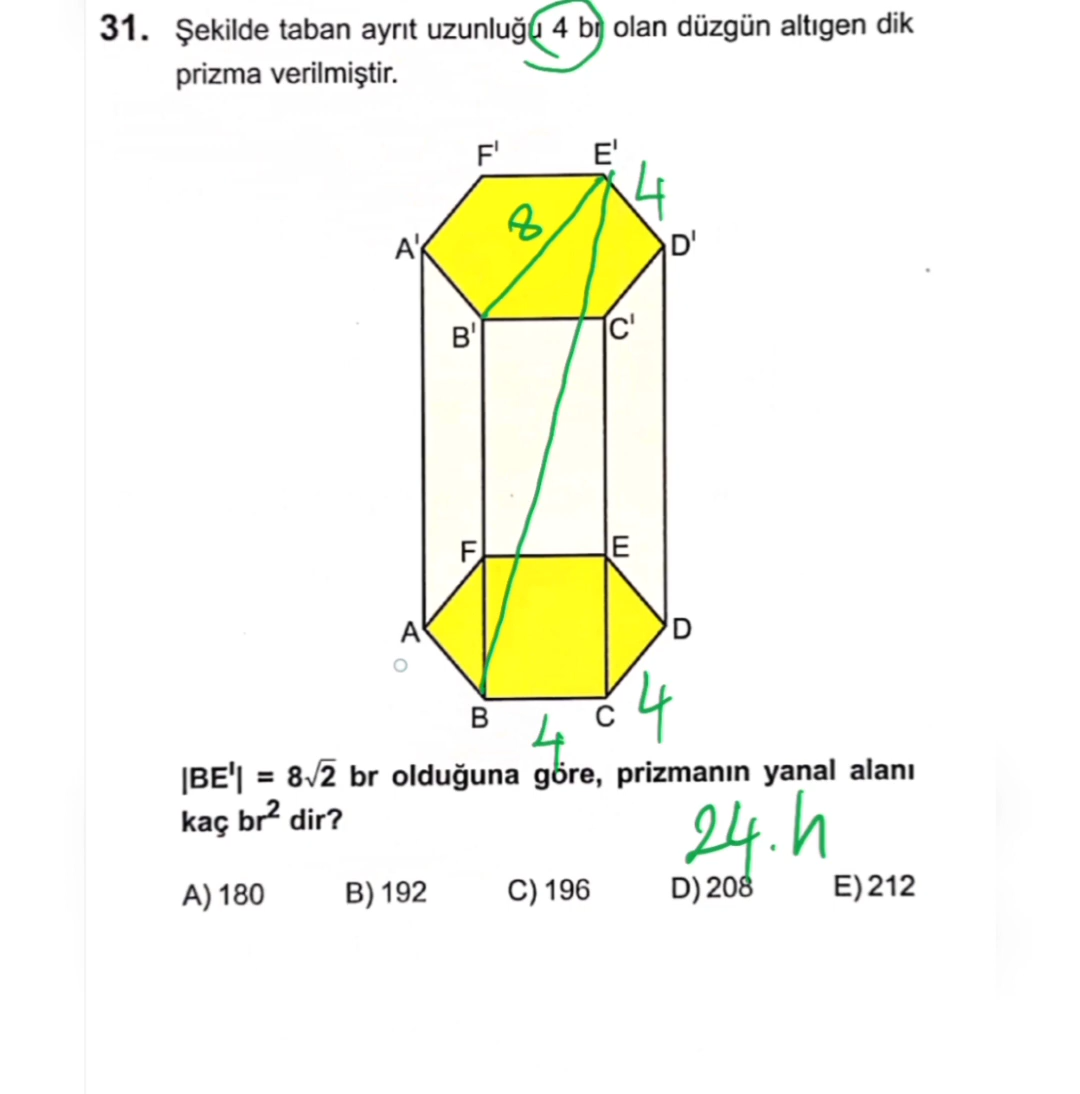 31. Şekilde taban ayrıt uzunluğu 4 br olan düzgün altıgen dik
prizma verilmiştir.
F' E' 4
8
A' D'
B' C'
F E
A D
B C 4
4
|BE'| = 8√2 br olduğuna göre, prizmanın yanal alanı
kaç br² dir?
24.h
A) 180 B) 192 C) 196 D) 208 E) 212